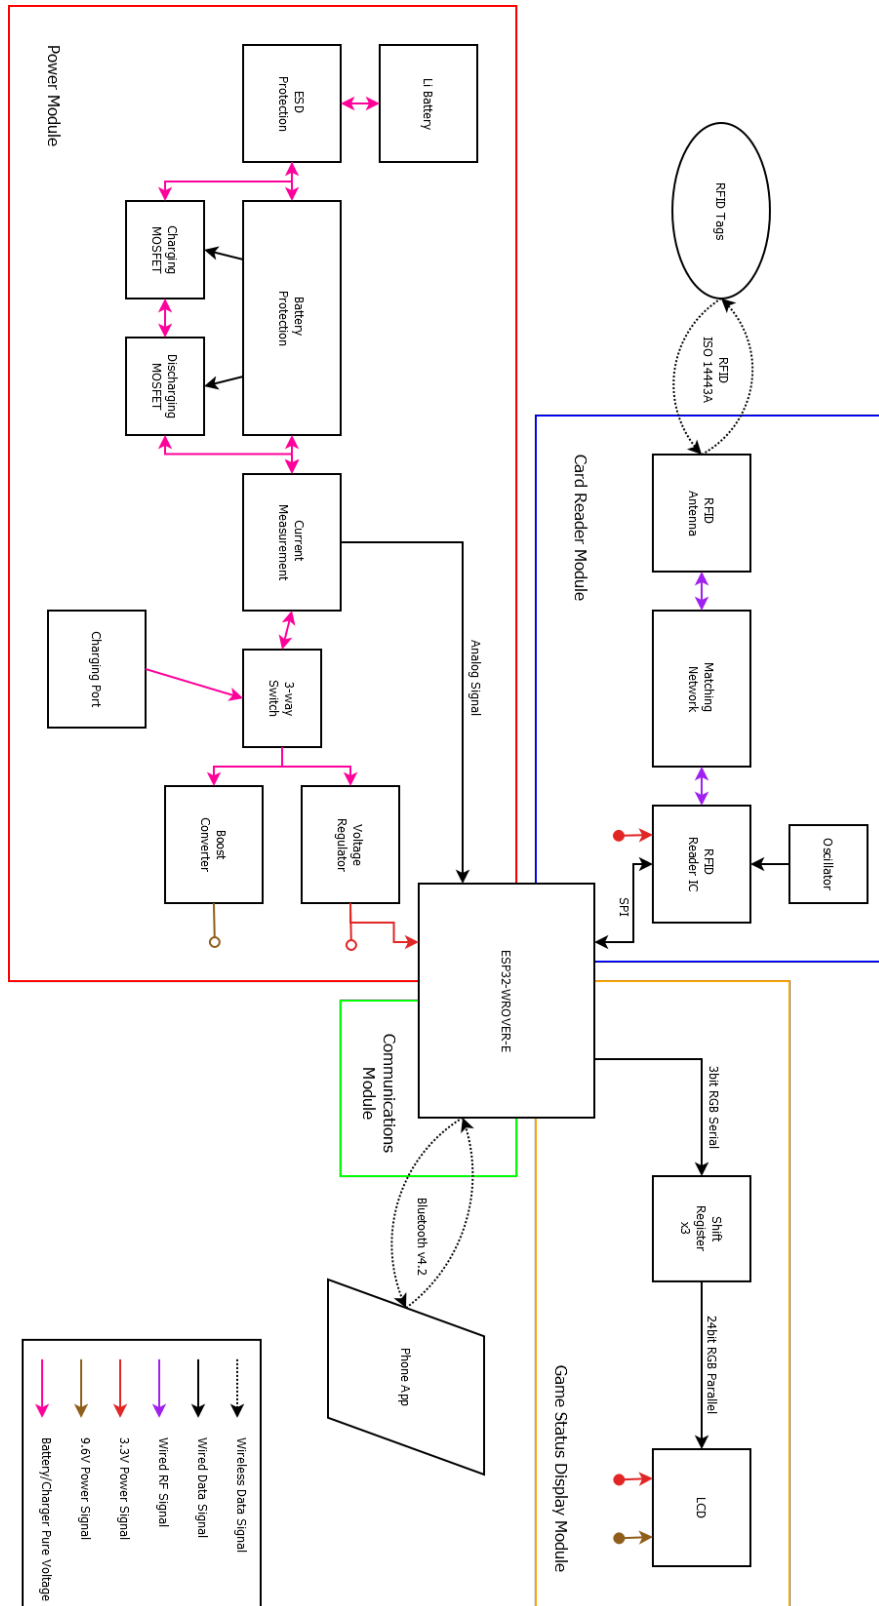 RFID Tags
RFID
ISO 14443A
Card Reader Module
RFID
Antenna
Matching
Network
RFID
Reader IC
Oscillator
SPI
Power Module
Li Battery
ESD
Protection
Battery
Protection
Charging
MOSFET
Discharging
MOSFET
Current
Measurement
Analog Signal
3-way
Switch
Charging Port
Voltage
Regulator
Boost
Converter
ESP32-WROVER-E
Communications
Module
Bluetooth v4.2
Phone App
3bit RGB Serial
Shift
Register
x3
24bit RGB Parallel
LCD
Game Status Display Module
Wireless Data Signal
Wired Data Signal
Wired RF Signal
3.3V Power Signal
9.6V Power Signal
Battery/Charger Pure Voltage